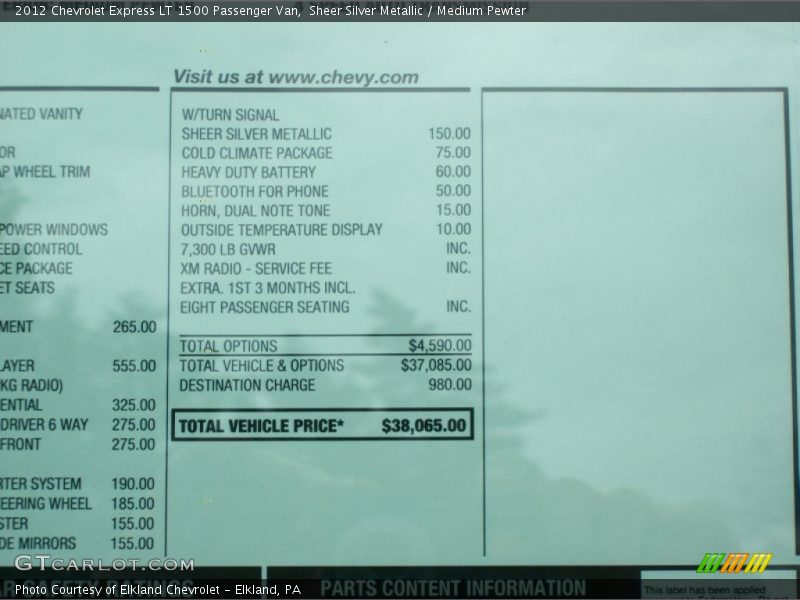 2012 Chevrolet Express LT 1500 Passenger Van, Sheer Silver Metallic / Medium Pewter
Visit us at www.chevy.com
NATED VANITY
OR
AP WHEEL TRIM
POWER WINDOWS
EED CONTROL
CE PACKAGE
ET SEATS
MENT 265.00
LAYER 555.00
KG RADIO)
ENTIAL 325.00
DRIVER 6 WAY 275.00
FRONT 275.00
RTER SYSTEM 190.00
EERING WHEEL 185.00
STER 155.00
DE MIRRORS 155.00
W/TURN SIGNAL
SHEER SILVER METALLIC 150.00
COLD CLIMATE PACKAGE 75.00
HEAVY DUTY BATTERY 60.00
BLUETOOTH FOR PHONE 50.00
HORN, DUAL NOTE TONE 15.00
OUTSIDE TEMPERATURE DISPLAY 10.00
7,300 LB GVWR INC.
XM RADIO - SERVICE FEE INC.
EXTRA. 1ST 3 MONTHS INCL.
EIGHT PASSENGER SEATING INC.
TOTAL OPTIONS $4,590.00
TOTAL VEHICLE & OPTIONS $37,085.00
DESTINATION CHARGE 980.00
TOTAL VEHICLE PRICE* $38,065.00
GTCARLOT.COM
SAFETY RATINGS
PARTS CONTENT INFORMATION
This label has been applied
Photo Courtesy of Elkland Chevrolet - Elkland, PA